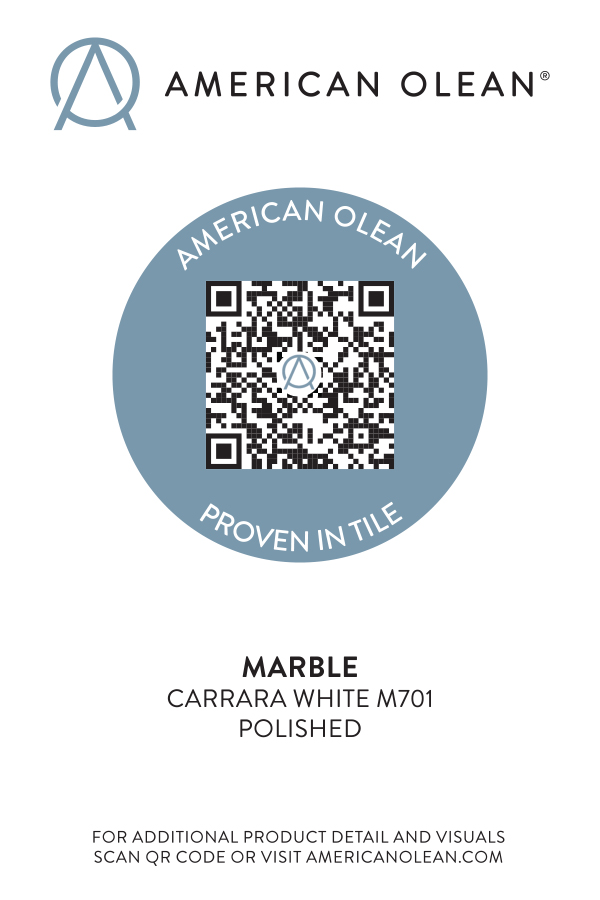 AMERICAN OLEAN®
AMERICAN OLEAN
PROVEN IN TILE
MARBLE
CARRARA WHITE M701
POLISHED
FOR ADDITIONAL PRODUCT DETAIL AND VISUALS
SCAN QR CODE OR VISIT AMERICANOLEAN.COM